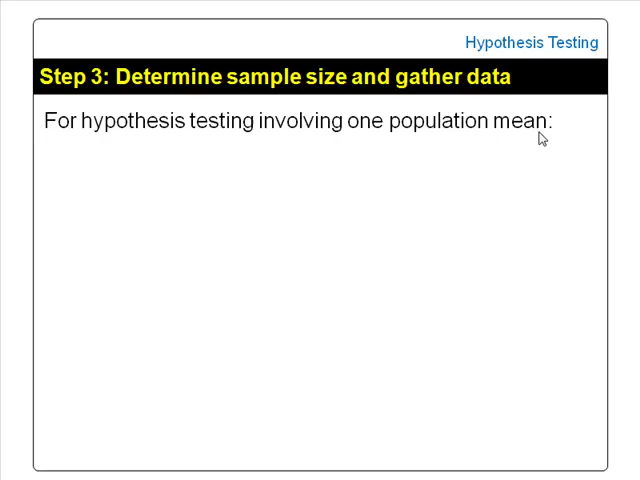 Hypothesis Testing
Step 3: Determine sample size and gather data
For hypothesis testing involving one population mean: